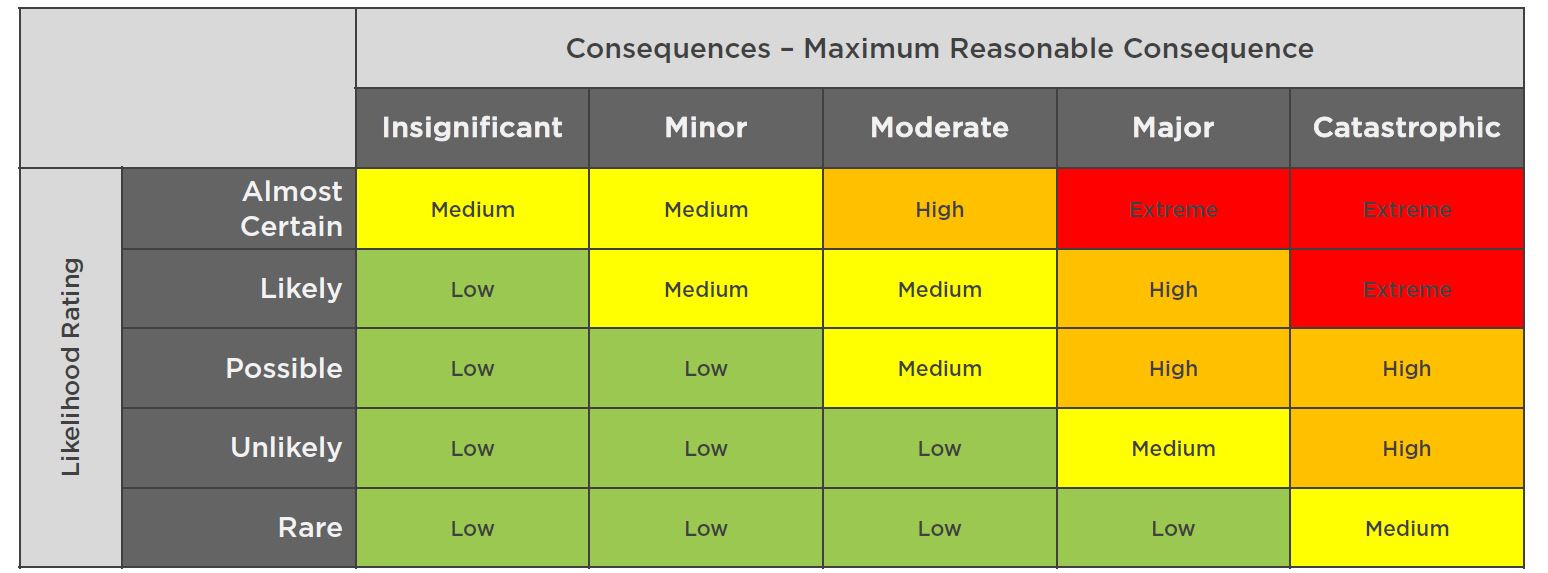 Consequences – Maximum Reasonable Consequence
Insignificant Minor Moderate Major Catastrophic
Likelihood Rating
Almost
Certain
Medium Medium High Extreme Extreme
Likely Low Medium Medium High Extreme
Possible Low Low Medium High High
Unlikely Low Low Low Medium High
Rare Low Low Low Low Medium